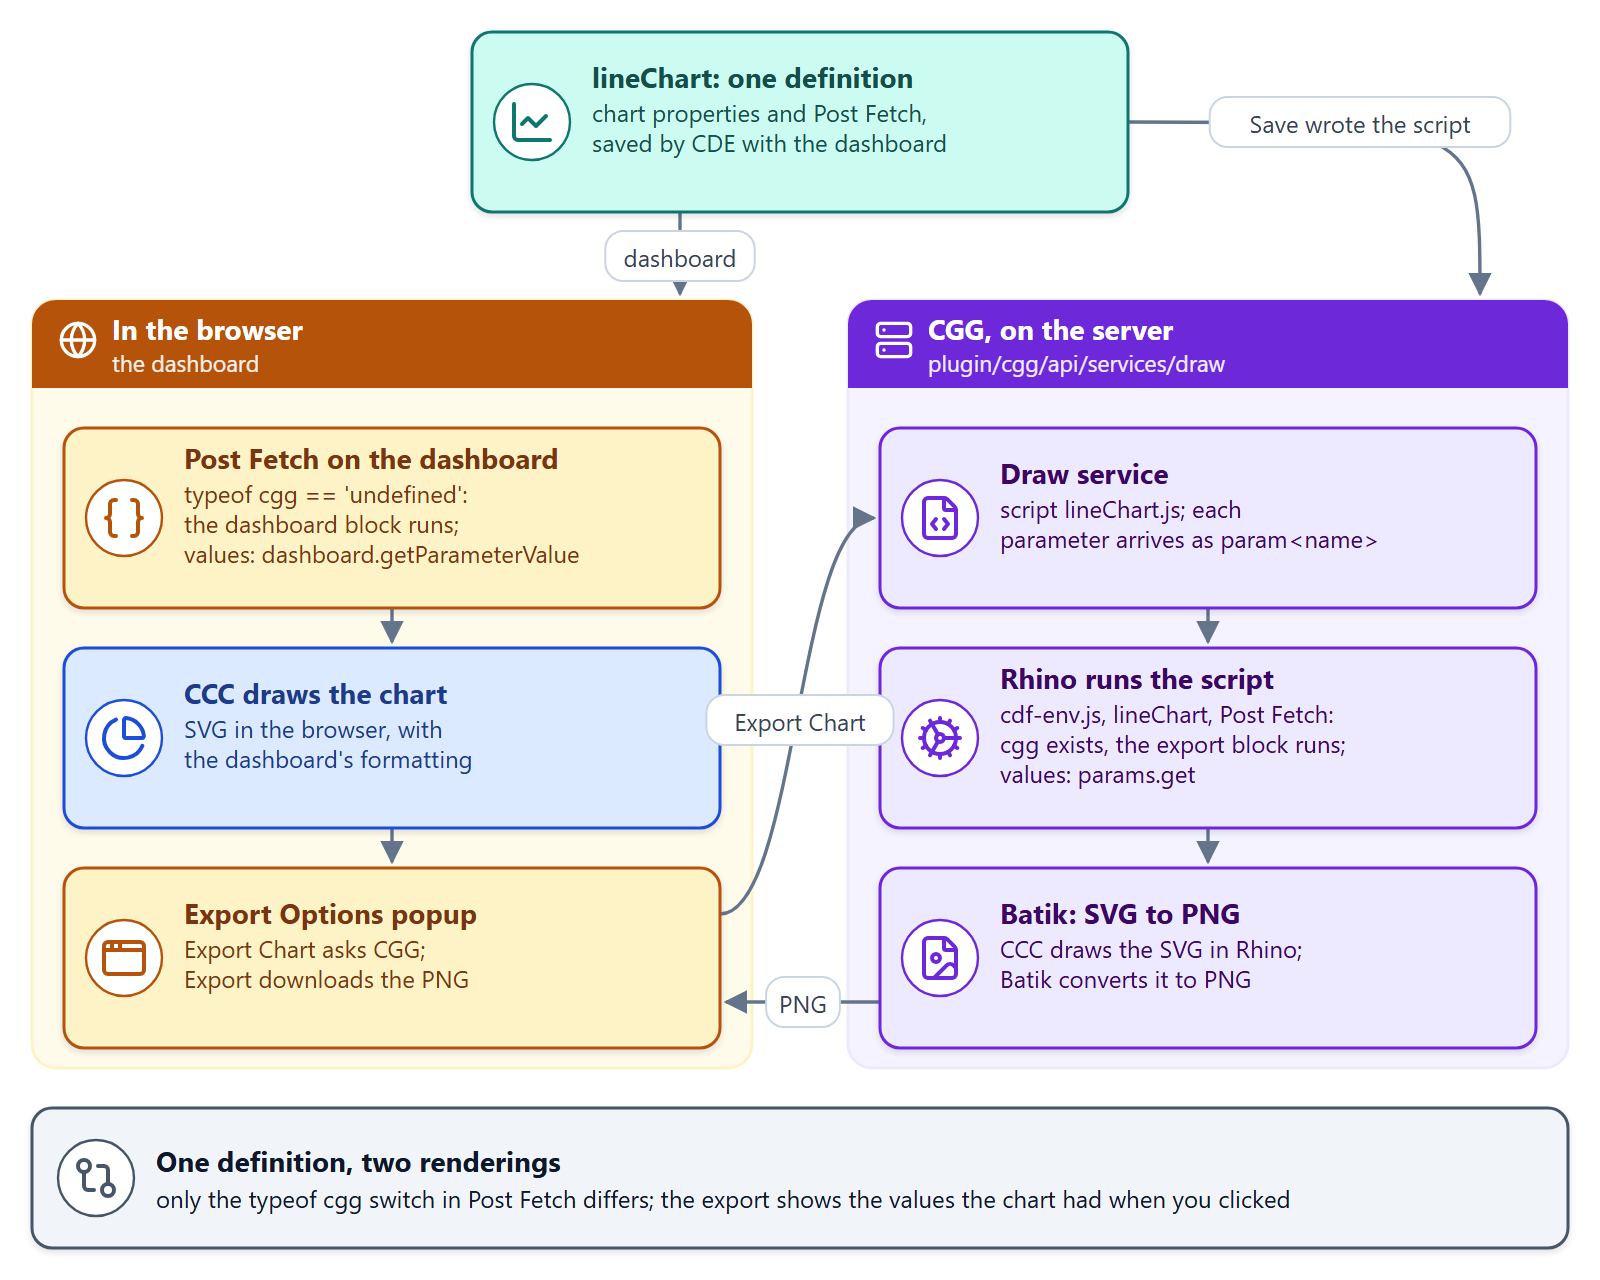 lineChart: one definition
chart properties and Post Fetch,
saved by CDE with the dashboard
Save wrote the script
dashboard
In the browser
the dashboard
CGG, on the server
plugin/cgg/api/services/draw
Post Fetch on the dashboard
typeof cgg == 'undefined':
the dashboard block runs;
values: dashboard.getParameterValue
Draw service
script lineChart.js; each
parameter arrives as param<name>
CCC draws the chart
SVG in the browser, with
the dashboard's formatting
Export Chart
Rhino runs the script
cdf-env.js, lineChart, Post Fetch:
cgg exists, the export block runs;
values: params.get
Export Options popup
Export Chart asks CGG;
Export downloads the PNG
PNG
Batik: SVG to PNG
CCC draws the SVG in Rhino;
Batik converts it to PNG
One definition, two renderings
only the typeof cgg switch in Post Fetch differs; the export shows the values the chart had when you clicked